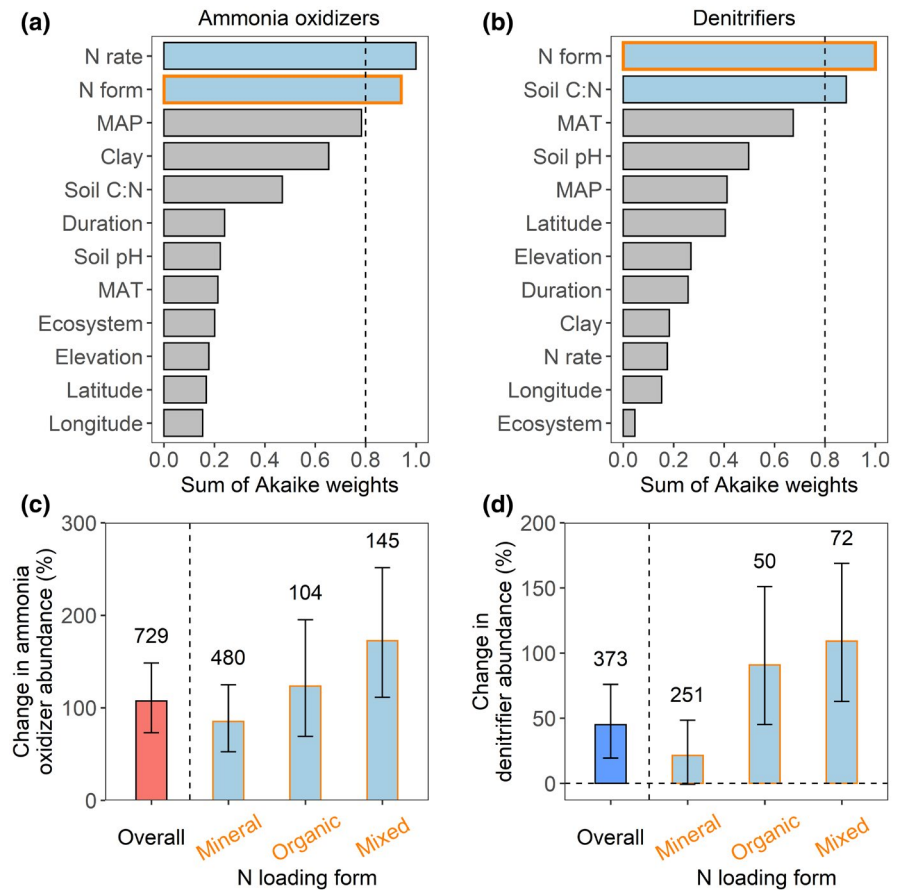 (a)
Ammonia oxidizers
N rate
N form
MAP
Clay
Soil C:N
Duration
Soil pH
MAT
Ecosystem
Elevation
Latitude
Longitude
0.0 0.2 0.4 0.6 0.8 1.0
Sum of Akaike weights
(b)
Denitrifiers
N form
Soil C:N
MAT
Soil pH
MAP
Latitude
Elevation
Duration
Clay
N rate
Longitude
Ecosystem
0.0 0.2 0.4 0.6 0.8 1.0
Sum of Akaike weights
(c)
Change in ammonia
oxidizer abundance (%)
300
200
100
0
729
480
104
145
Overall
Mineral
Organic
Mixed
N loading form
(d)
Change in
denitrifier abundance (%)
200
150
100
50
0
373
251
50
72
Overall
Mineral
Organic
Mixed
N loading form